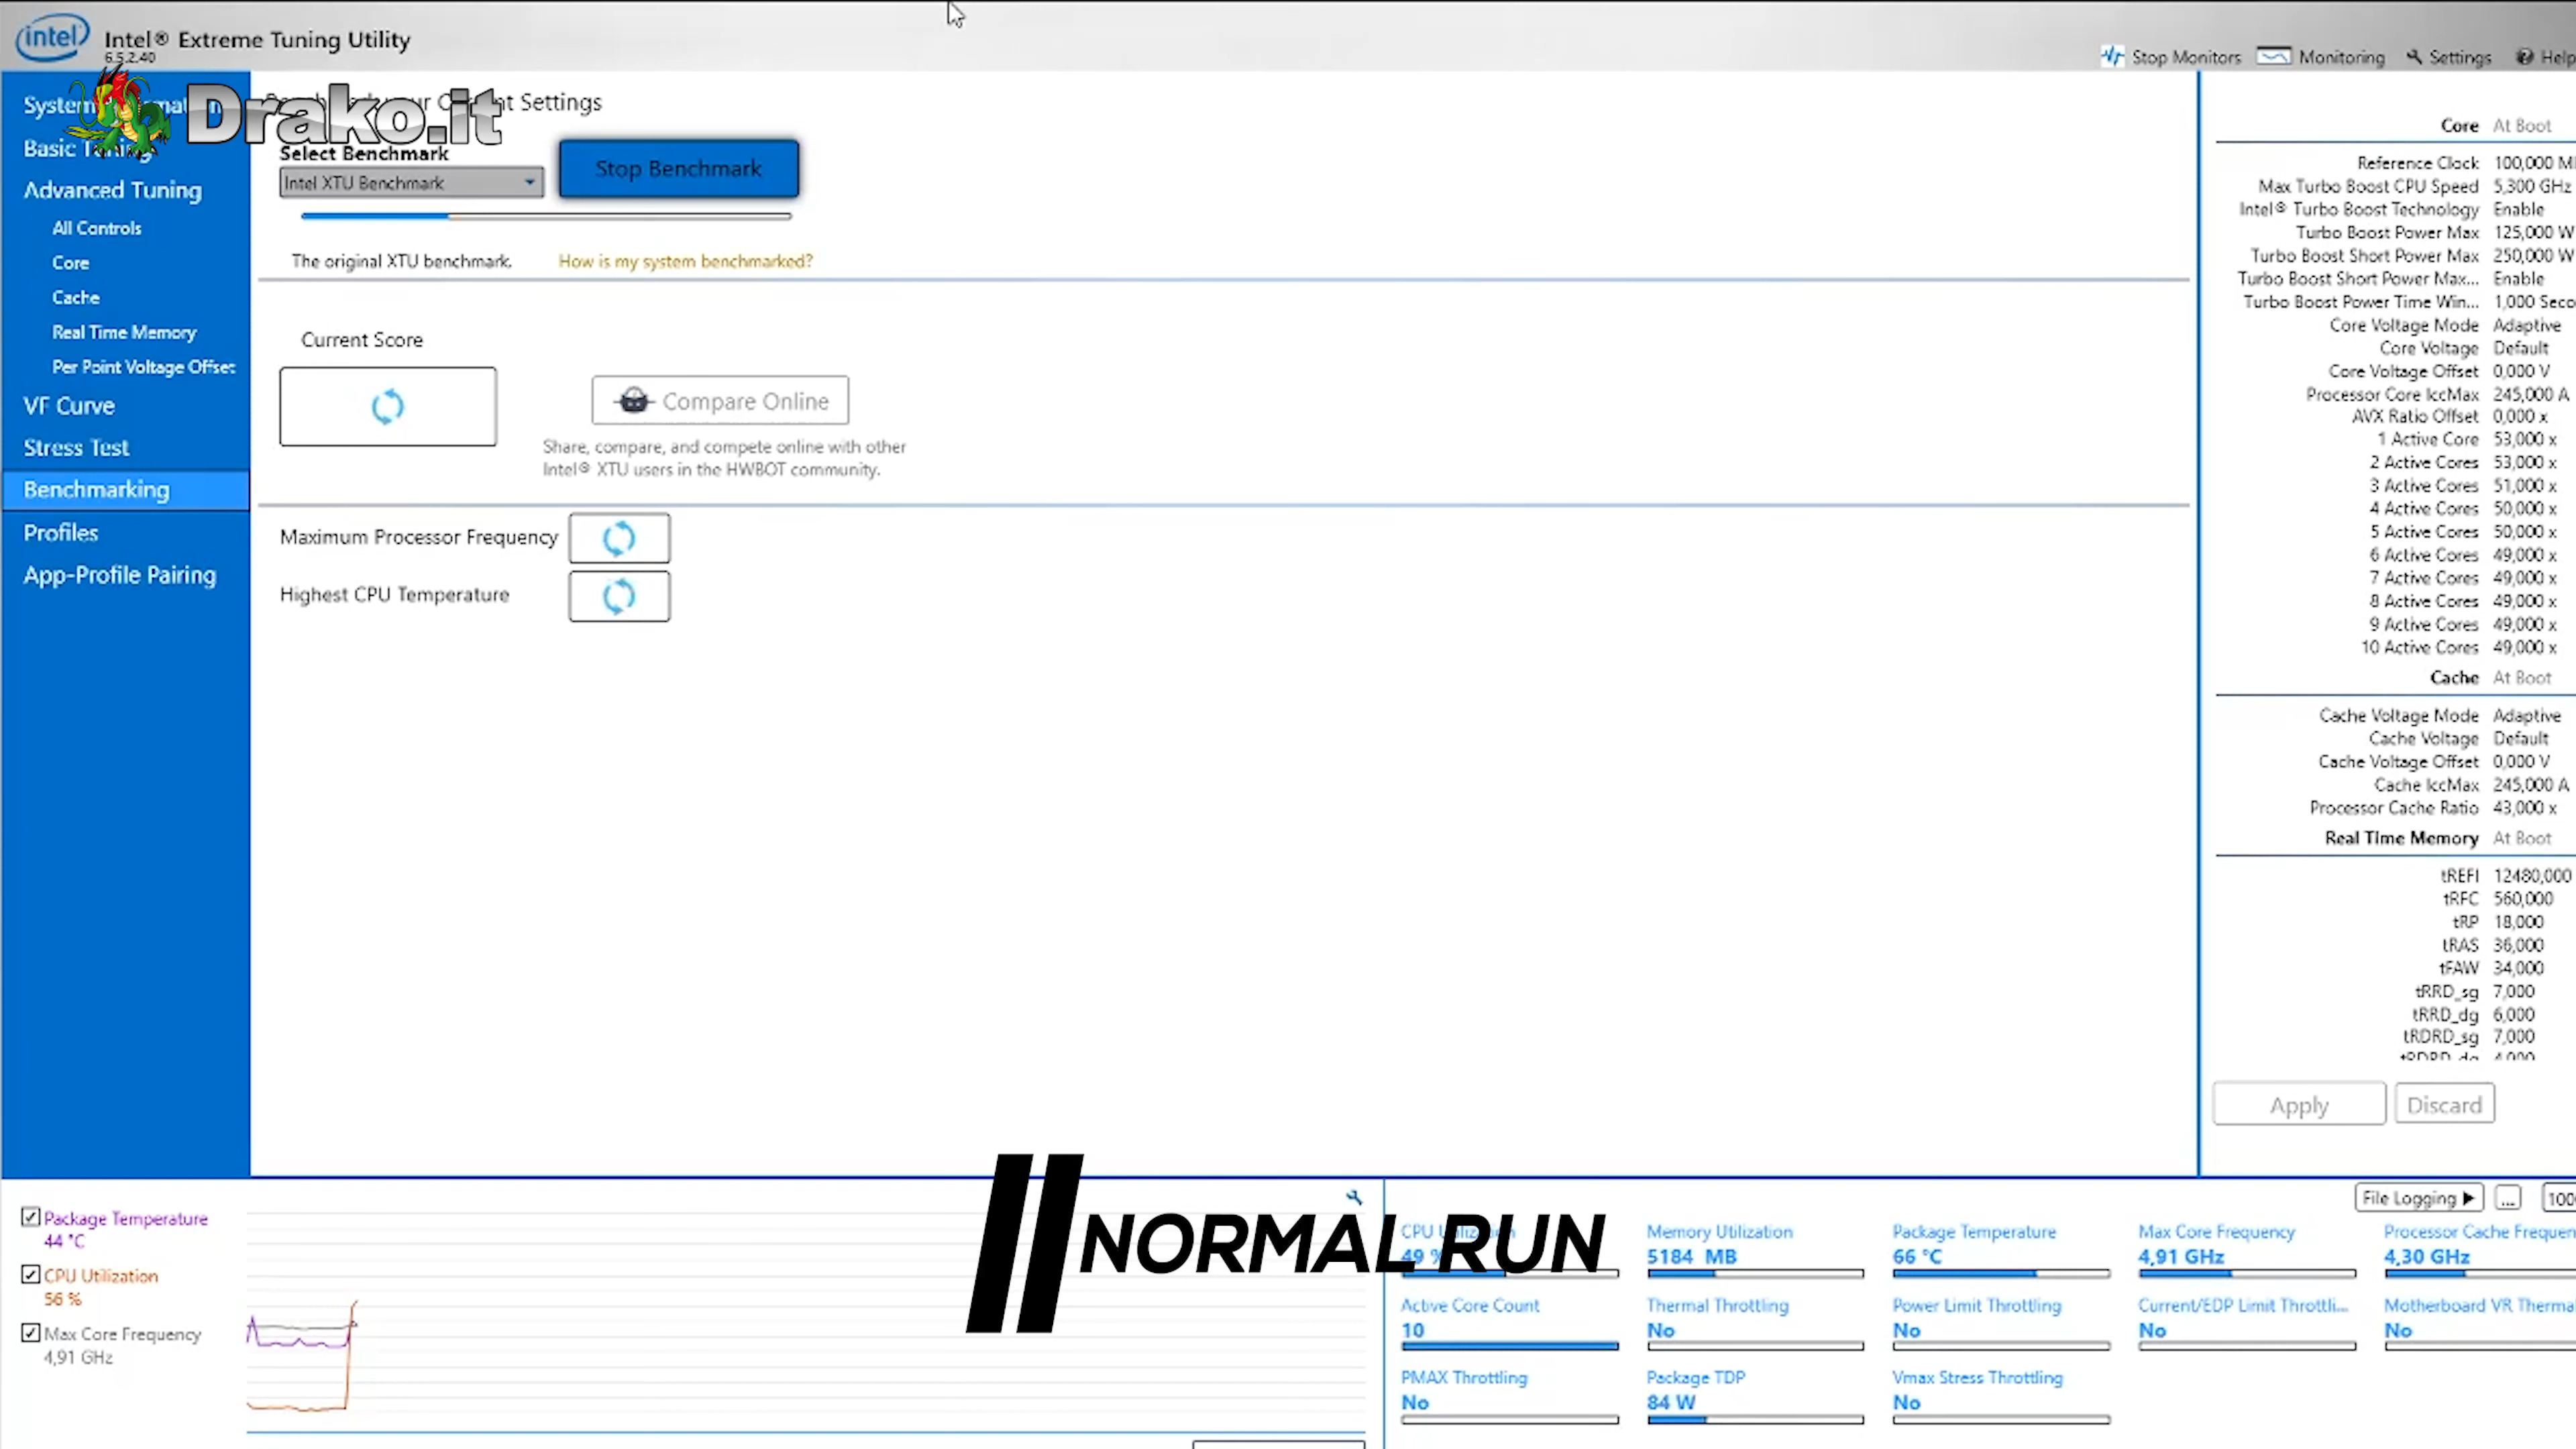 intel
Intel® Extreme Tuning Utility
6.5.2.40
Stop Monitors Monitoring Settings Help
Drako.it
System
Settings
Basic Tuning
Advanced Tuning
All Controls
Core
Cache
Real Time Memory
Per Point Voltage Offset
VF Curve
Stress Test
Benchmarking
Profiles
App-Profile Pairing
Select Benchmark
Intel XTU Benchmark
Stop Benchmark
The original XTU benchmark. How is my system benchmarked?
Current Score
Compare Online
Share, compare, and compete online with other
Intel® XTU users in the HWBOT community.
Maximum Processor Frequency
Highest CPU Temperature
Core At Boot
Reference Clock 100,000
Max Turbo Boost CPU Speed 5,300 GHz
Intel® Turbo Boost Technology Enable
Turbo Boost Power Max 125,000 W
Turbo Boost Short Power Max 250,000 W
Turbo Boost Short Power Max... Enable
Turbo Boost Power Time Win... 1,000 Seco
Core Voltage Mode Adaptive
Core Voltage Default
Core Voltage Offset 0,000 V
Processor Core IccMax 245,000 A
AVX Ratio Offset 0,000 x
1 Active Core 53,000 x
2 Active Cores 53,000 x
3 Active Cores 51,000 x
4 Active Cores 50,000 x
5 Active Cores 50,000 x
6 Active Cores 49,000 x
7 Active Cores 49,000 x
8 Active Cores 49,000 x
9 Active Cores 49,000 x
10 Active Cores 49,000 x
Cache At Boot
Cache Voltage Mode Adaptive
Cache Voltage Default
Cache Voltage Offset 0,000 V
Cache IccMax 245,000 A
Processor Cache Ratio 43,000 x
Real Time Memory At Boot
tREFI 12480,000
tRFC 560,000
tRP 18,000
tRAS 36,000
tFAW 34,000
tRRD_sg 7,000
tRRD_dg 6,000
tRDRD_sg 7,000
Apply Discard
Package Temperature
44 °C
CPU Utilization
56 %
Max Core Frequency
4,91 GHz
NORMAL RUN
File Logging ... 100
CPU
49 %
Memory Utilization
5184 MB
Package Temperature
66 °C
Max Core Frequency
4,91 GHz
Processor Cache Frequen
4,30 GHz
Active Core Count
10
Thermal Throttling
No
Power Limit Throttling
No
Current/EDP Limit Throttli...
No
Motherboard VR Therma
No
PMAX Throttling
No
Package TDP
84 W
Vmax Stress Throttling
No